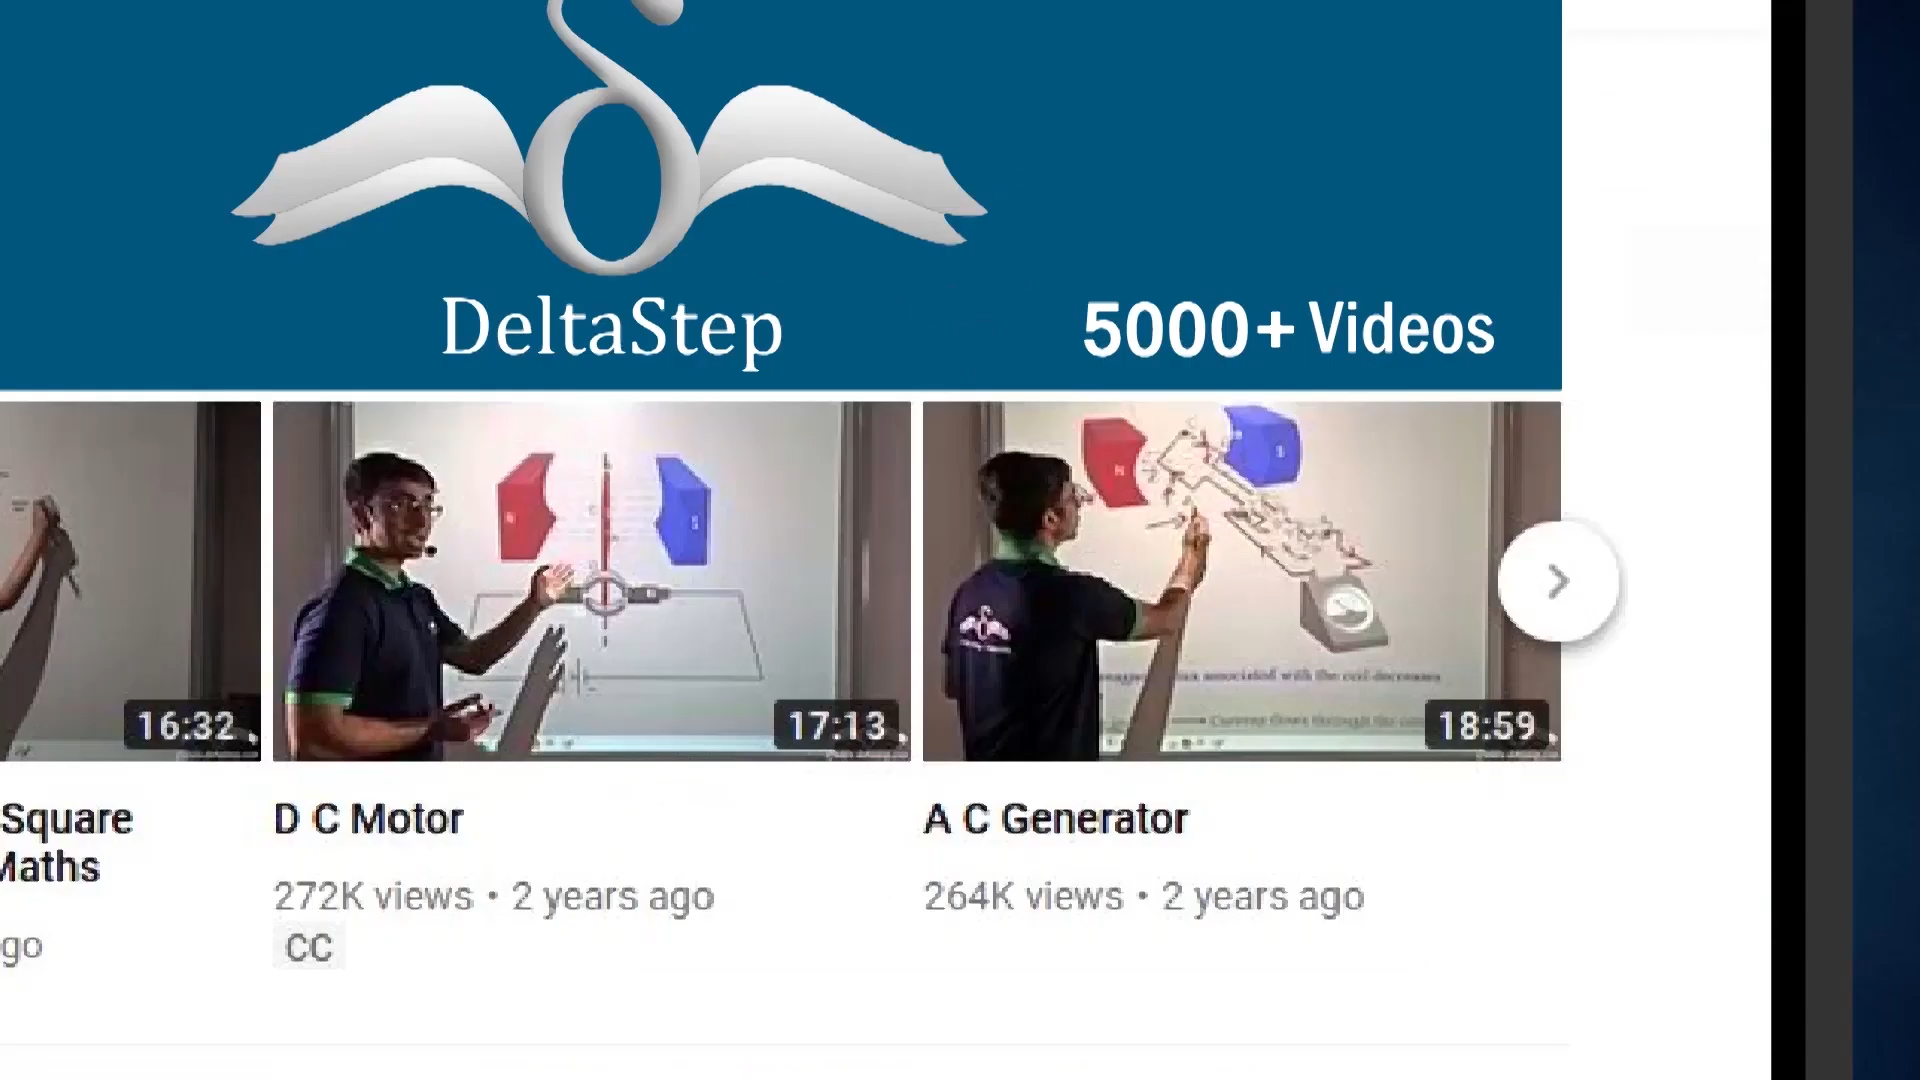 DeltaStep
5000+ Videos
16:32
17:13
18:59
Square
Maths
go
D C Motor
272K views • 2 years ago
CC
A C Generator
264K views • 2 years ago